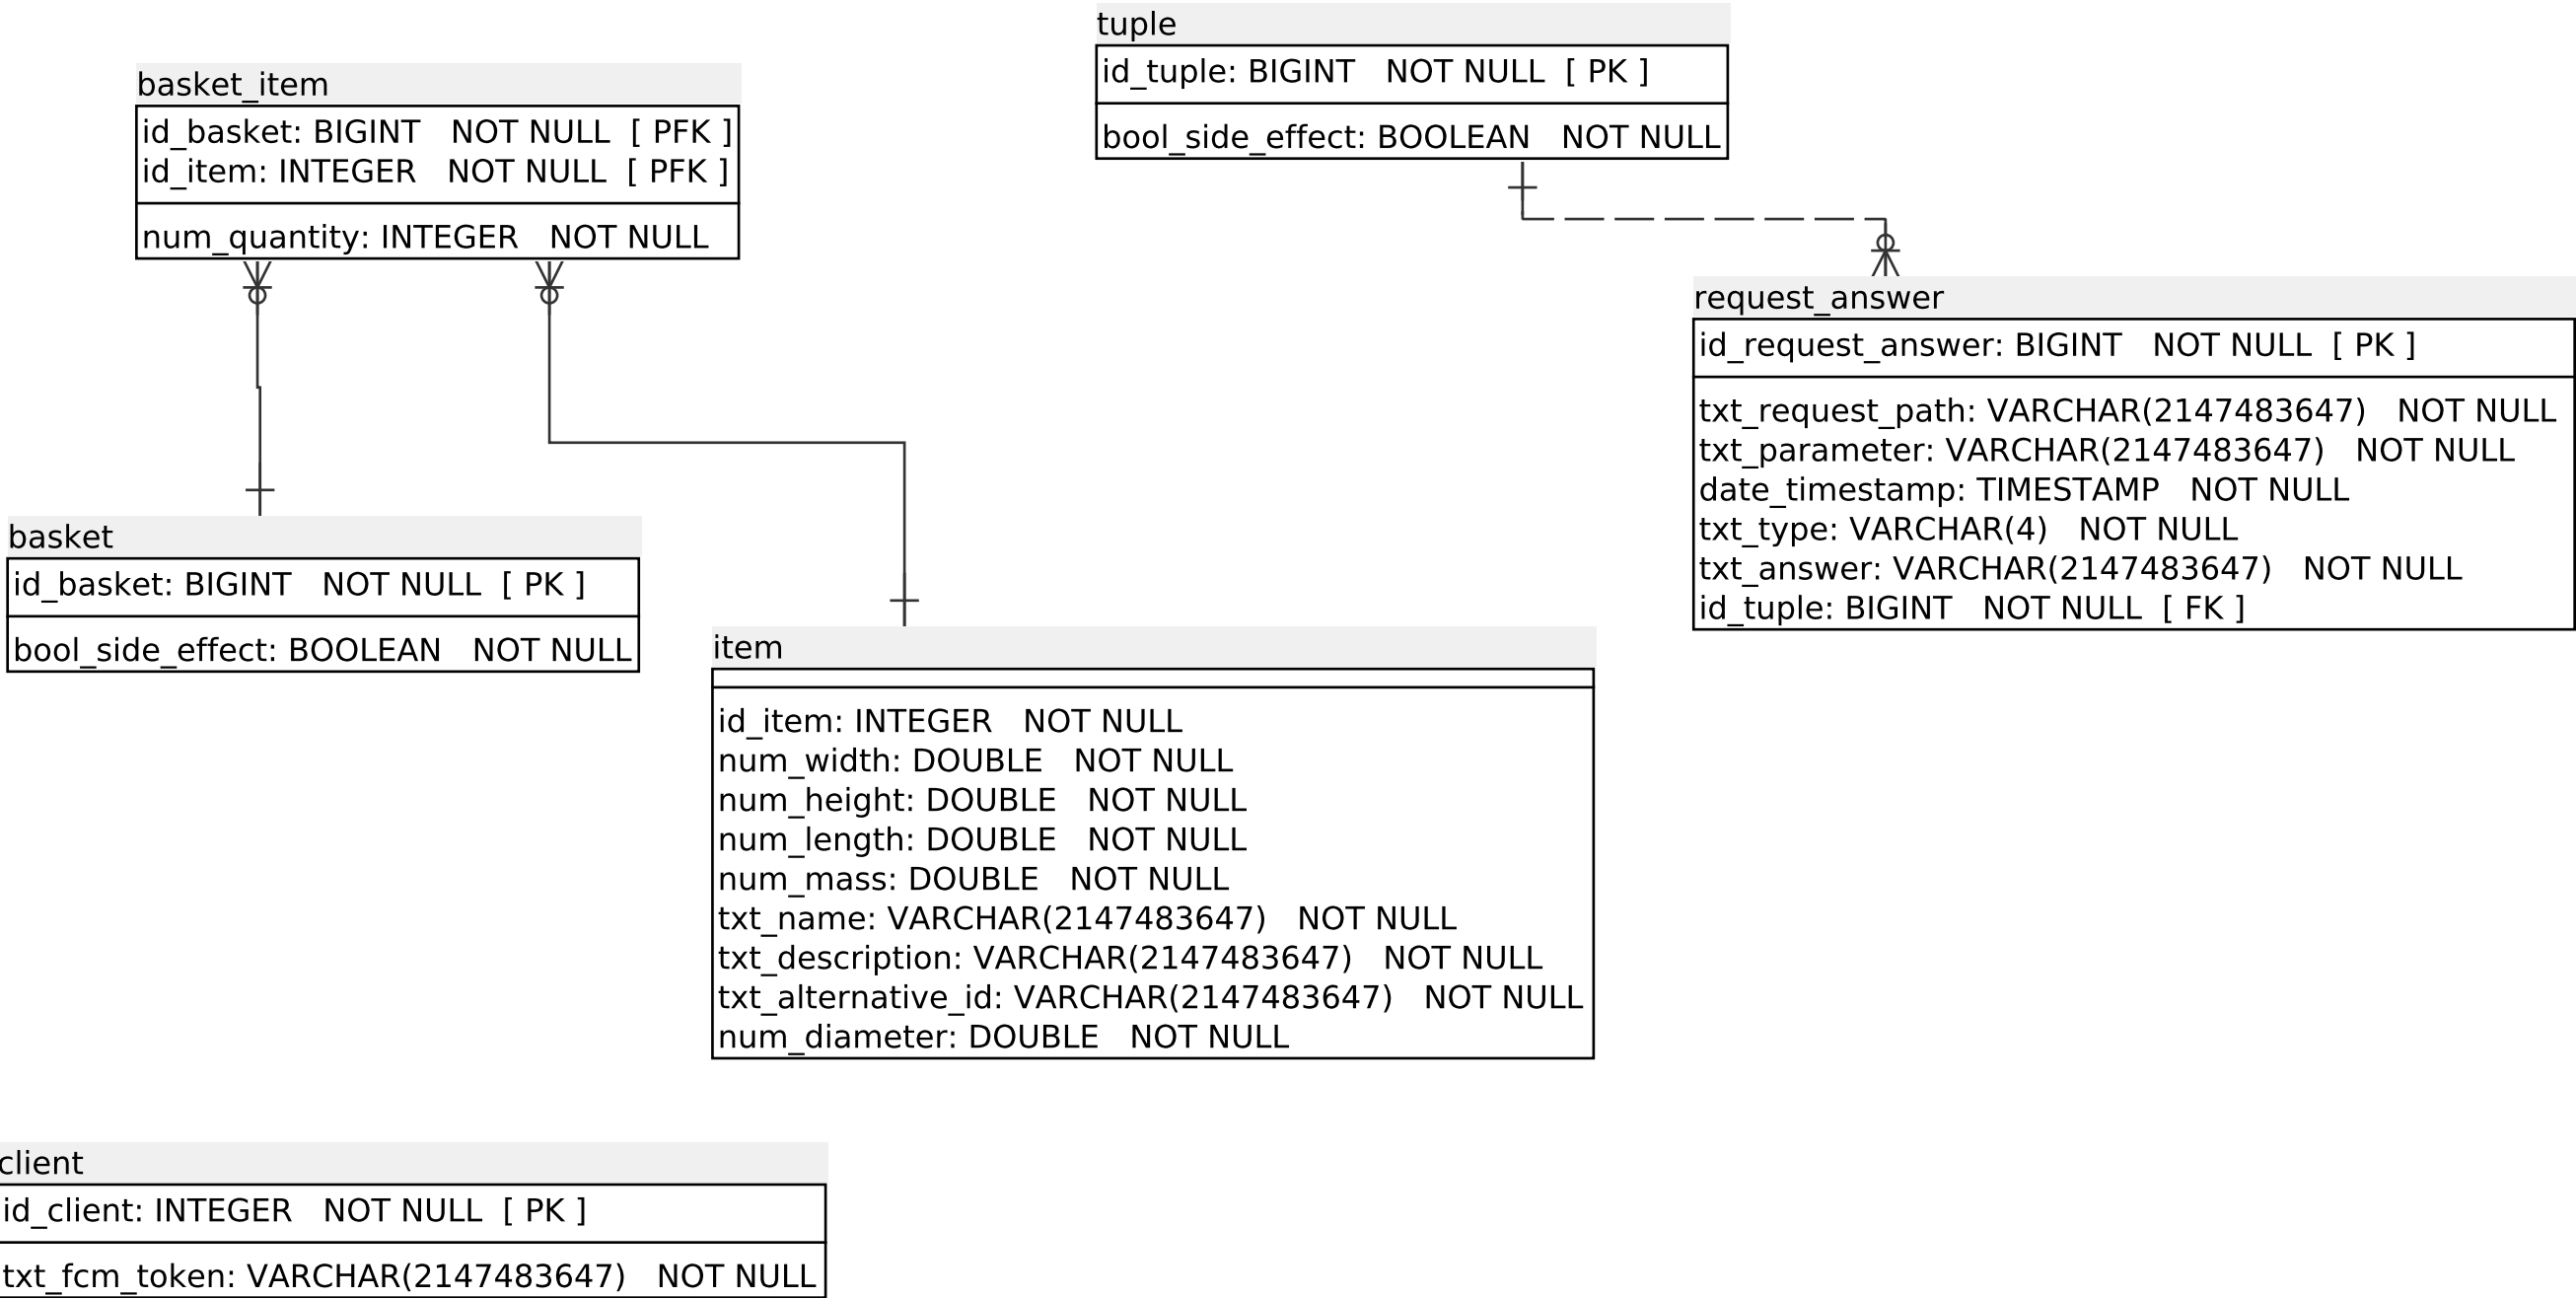 tuple
id_tuple: BIGINT   NOT NULL  [ PK ]
bool_side_effect: BOOLEAN   NOT NULL
basket_item
id_basket: BIGINT   NOT NULL  [ PFK ]
id_item: INTEGER   NOT NULL  [ PFK ]
num_quantity: INTEGER   NOT NULL
request_answer
id_request_answer: BIGINT   NOT NULL  [ PK ]
txt_request_path: VARCHAR(2147483647)   NOT NULL
txt_parameter: VARCHAR(2147483647)   NOT NULL
date_timestamp: TIMESTAMP   NOT NULL
txt_type: VARCHAR(4)   NOT NULL
txt_answer: VARCHAR(2147483647)   NOT NULL
id_tuple: BIGINT   NOT NULL  [ FK ]
basket
id_basket: BIGINT   NOT NULL  [ PK ]
bool_side_effect: BOOLEAN   NOT NULL
item
id_item: INTEGER   NOT NULL
num_width: DOUBLE   NOT NULL
num_height: DOUBLE   NOT NULL
num_length: DOUBLE   NOT NULL
num_mass: DOUBLE   NOT NULL
txt_name: VARCHAR(2147483647)   NOT NULL
txt_description: VARCHAR(2147483647)   NOT NULL
txt_alternative_id: VARCHAR(2147483647)   NOT NULL
num_diameter: DOUBLE   NOT NULL
client
id_client: INTEGER   NOT NULL  [ PK ]
txt_fcm_token: VARCHAR(2147483647)   NOT NULL